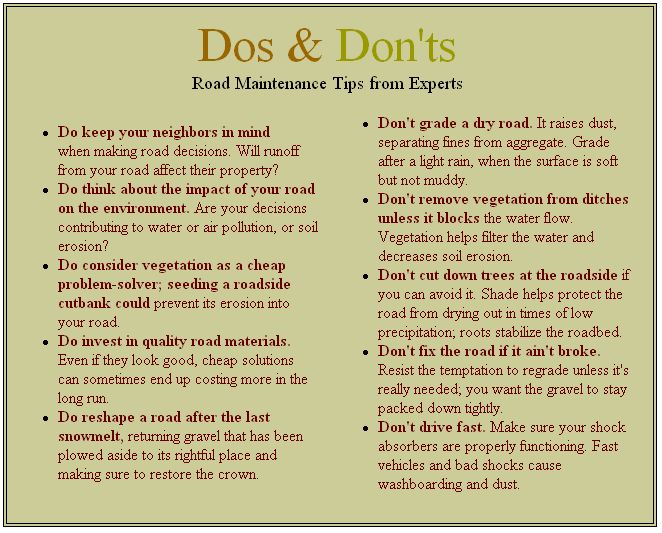 Dos & Don'ts
Road Maintenance Tips from Experts
Do keep your neighbors in mind
when making road decisions. Will runoff
from your road affect their property?
Do think about the impact of your road
on the environment. Are your decisions
contributing to water or air pollution, or soil
erosion?
Do consider vegetation as a cheap
problem-solver; seeding a roadside
cutbank could prevent its erosion into
your road.
Do invest in quality road materials.
Even if they look good, cheap solutions
can sometimes end up costing more in the
long run.
Do reshape a road after the last
snowmelt, returning gravel that has been
plowed aside to its rightful place and
making sure to restore the crown.
Don't grade a dry road. It raises dust,
separating fines from aggregate. Grade
after a light rain, when the surface is soft
but not muddy.
Don't remove vegetation from ditches
unless it blocks the water flow.
Vegetation helps filter the water and
decreases soil erosion.
Don't cut down trees at the roadside if
you can avoid it. Shade helps protect the
road from drying out in times of low
precipitation; roots stabilize the roadbed.
Don't fix the road if it ain't broke.
Resist the temptation to regrade unless it's
really needed; you want the gravel to stay
packed down tightly.
Don't drive fast. Make sure your shock
absorbers are properly functioning. Fast
vehicles and bad shocks cause
washboarding and dust.